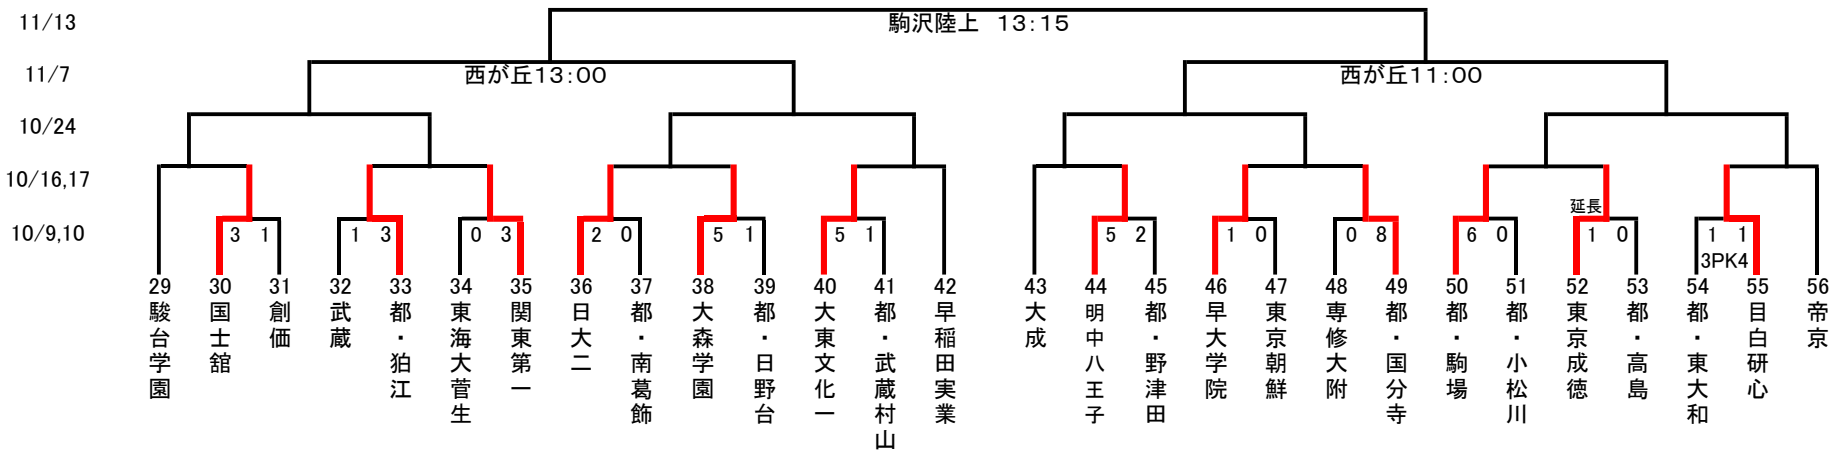 11/13
駒沢陸上 13:15
11/7
西が丘13:00
西が丘11:00
10/24
10/16,17
延長
10/9,10
3 1
1 3
0 3
2 0
5 1
5 1
5 2
1 0
0 8
6 0
1 0
1 1
3PK4
29 駿台学園
30 国士舘
31 創価
32 武蔵
33 都・狛江
34 東海大菅生
35 関東第一
36 日大二
37 都・南葛飾
38 大森学園
39 都・日野台
40 大東文化一
41 都・武蔵村山
42 早稲田実業
43 大成
44 明中八王子
45 都・野津田
46 早大学院
47 東京朝鮮
48 専修大附
49 都・国分寺
50 都・駒場
51 都・小松川
52 東京成徳
53 都・高島
54 都・東大和
55 目白研心
56 帝京